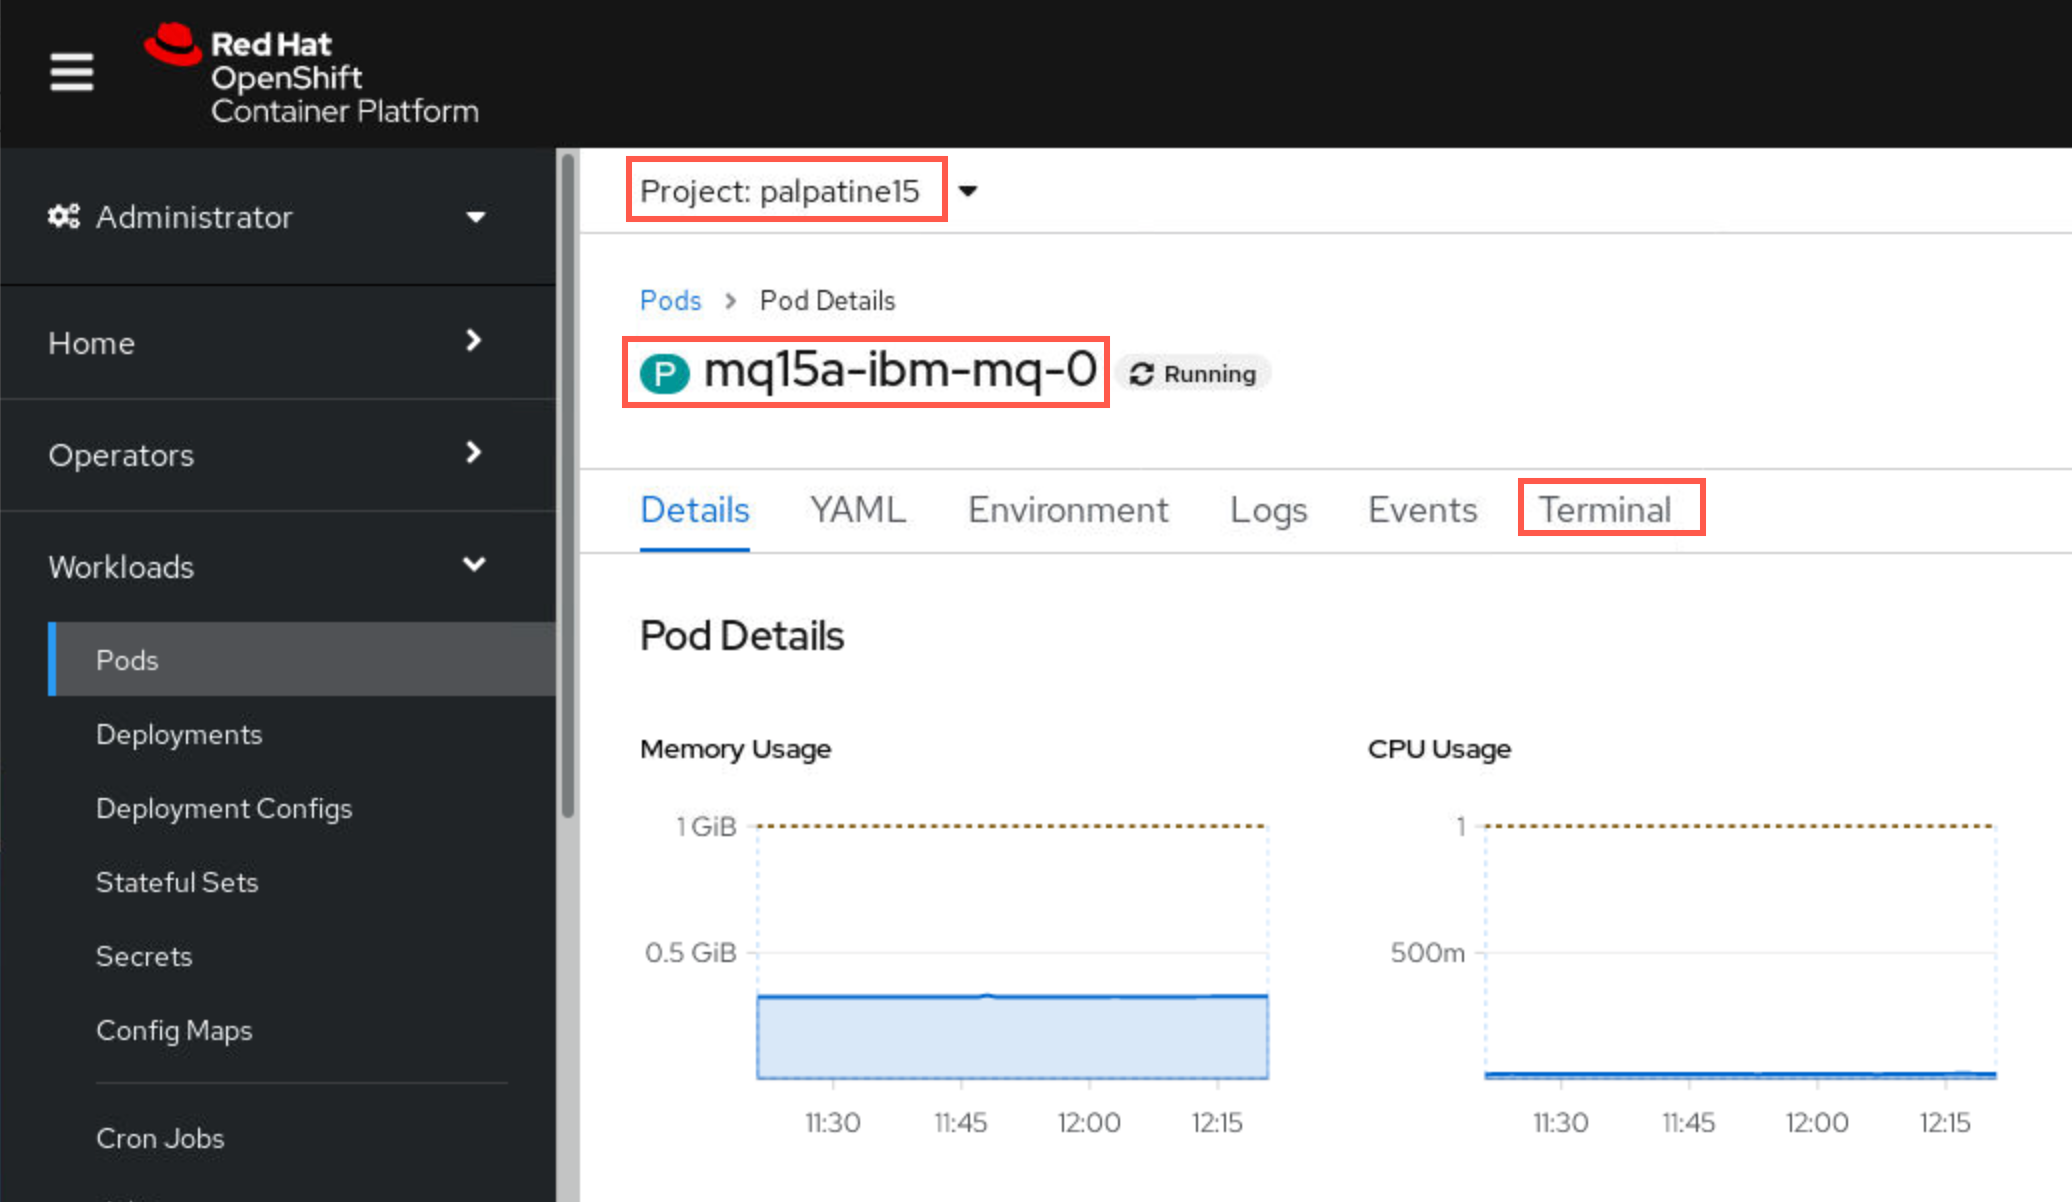 Red Hat
OpenShift
Container Platform
Administrator
Home
Operators
Workloads
Pods
Deployments
Deployment Configs
Stateful Sets
Secrets
Config Maps
Cron Jobs
Project: palpatine15
Pods > Pod Details
P mq15a-ibm-mq-0 Running
Details YAML Environment Logs Events Terminal
Pod Details
Memory Usage
1 GiB
0.5 GiB
11:30 11:45 12:00 12:15
CPU Usage
1
500m
11:30 11:45 12:00 12:15